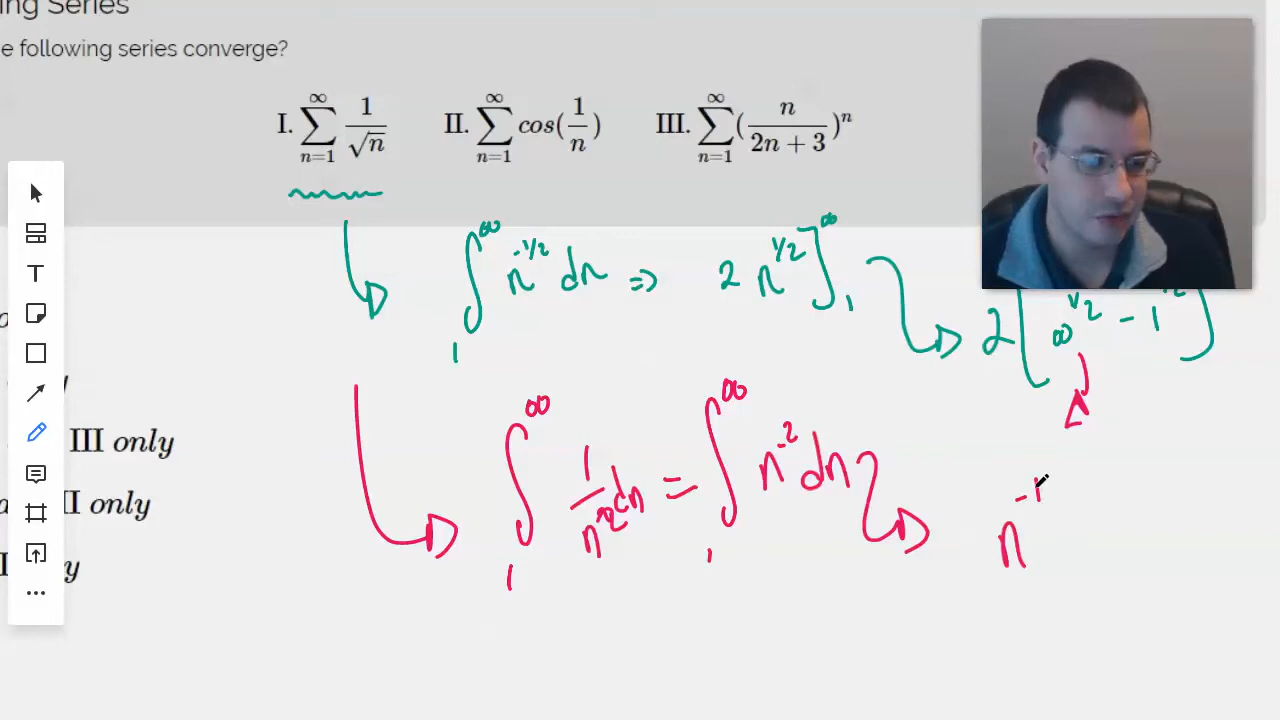 ing Series
e following series converge?
I. ∑_{n=1}^{∞} 1/√n II. ∑_{n=1}^{∞} cos(1/n) III. ∑_{n=1}^{∞} (n/(2n + 3))^n
∫_1^∞ n^{-1/2} dn ⇒ 2 n^{1/2} ]_1^∞
2 [ ∞^{1/2} - 1^{1/2} ]
∫_1^∞ 1/n^2 dn = ∫_1^∞ n^{-2} dn
n^{-1}
III only
II only
T